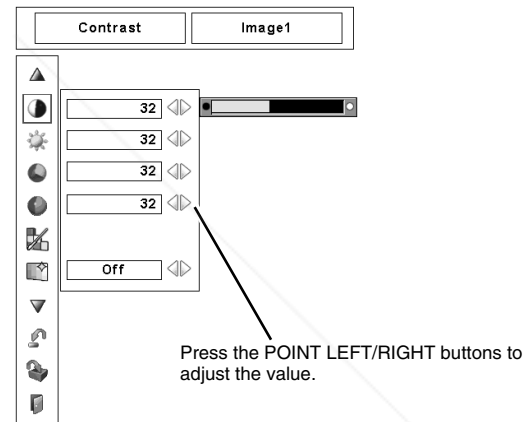 Contrast Image1
32
32
32
32
Off
Press the POINT LEFT/RIGHT buttons to
adjust the value.